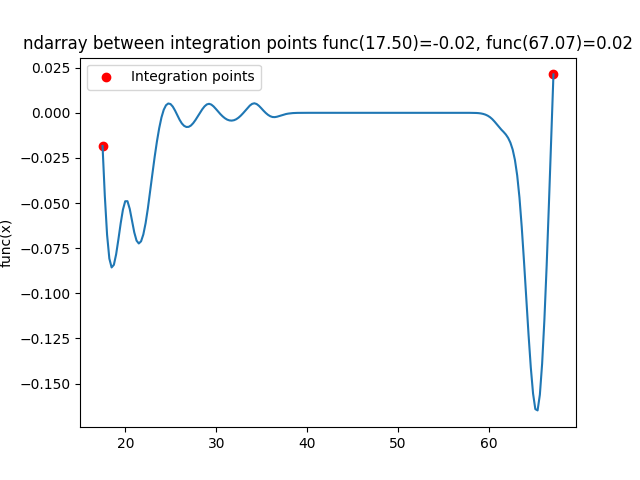 ndarray between integration points func(17.50)=-0.02, func(67.07)=0.02
Integration points
func(x)
0.025
0.000
−0.025
−0.050
−0.075
−0.100
−0.125
−0.150
20 30 40 50 60